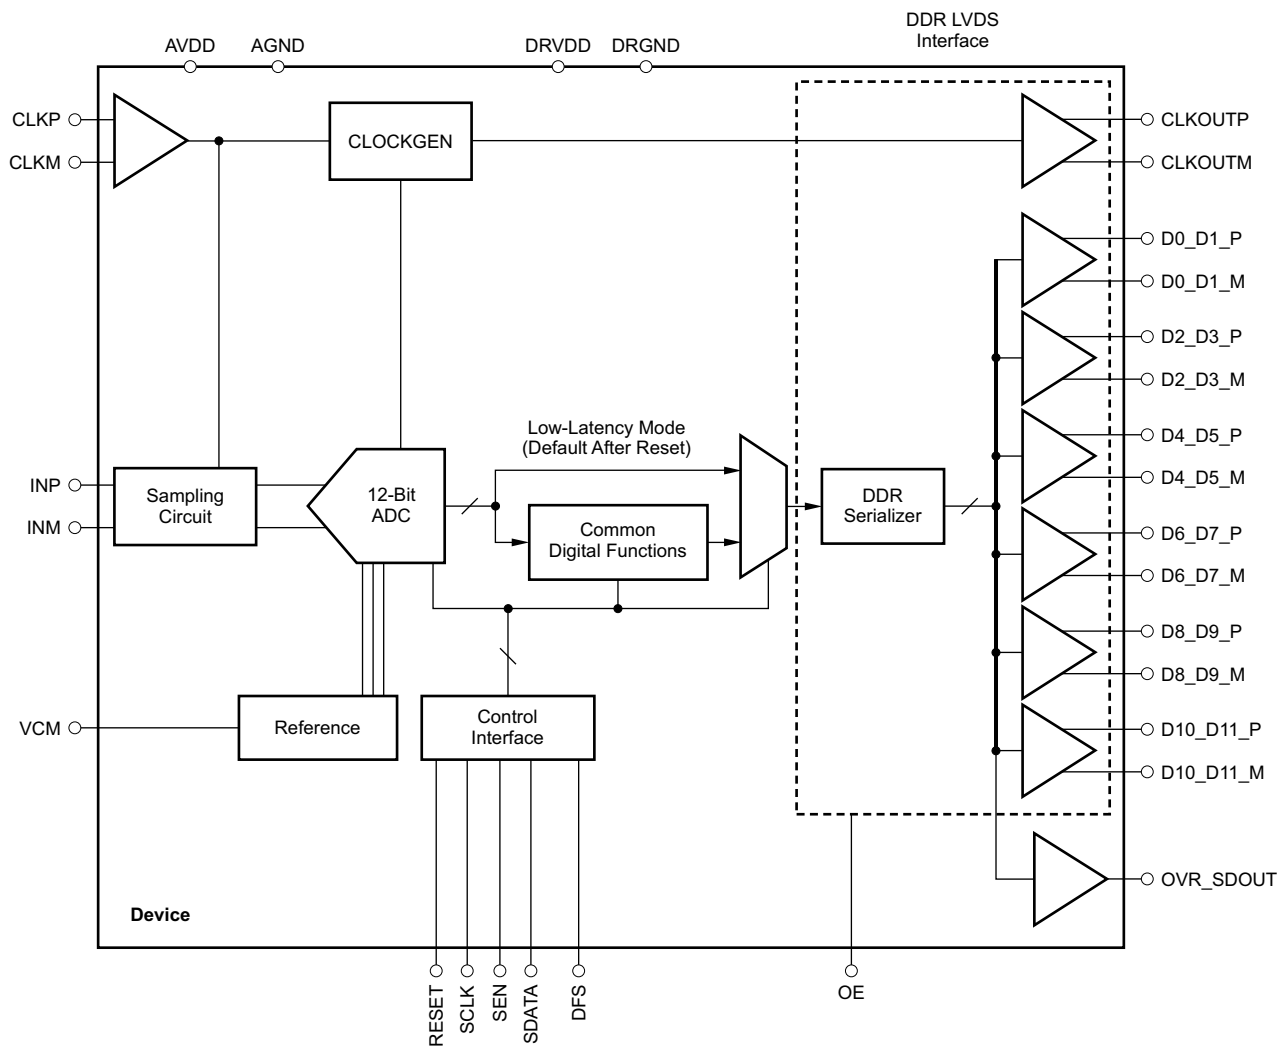 DDR LVDS
Interface
AVDD
AGND
DRVDD
DRGND
CLKP
CLKM
CLOCKGEN
CLKOUTP
CLKOUTM
D0_D1_P
D0_D1_M
D2_D3_P
D2_D3_M
Low-Latency Mode
(Default After Reset)
D4_D5_P
D4_D5_M
INP
INM
Sampling
Circuit
12-Bit
ADC
Common
Digital Functions
DDR
Serializer
D6_D7_P
D6_D7_M
D8_D9_P
D8_D9_M
VCM
Reference
Control
Interface
D10_D11_P
D10_D11_M
OVR_SDOUT
Device
RESET
SCLK
SEN
SDATA
DFS
OE